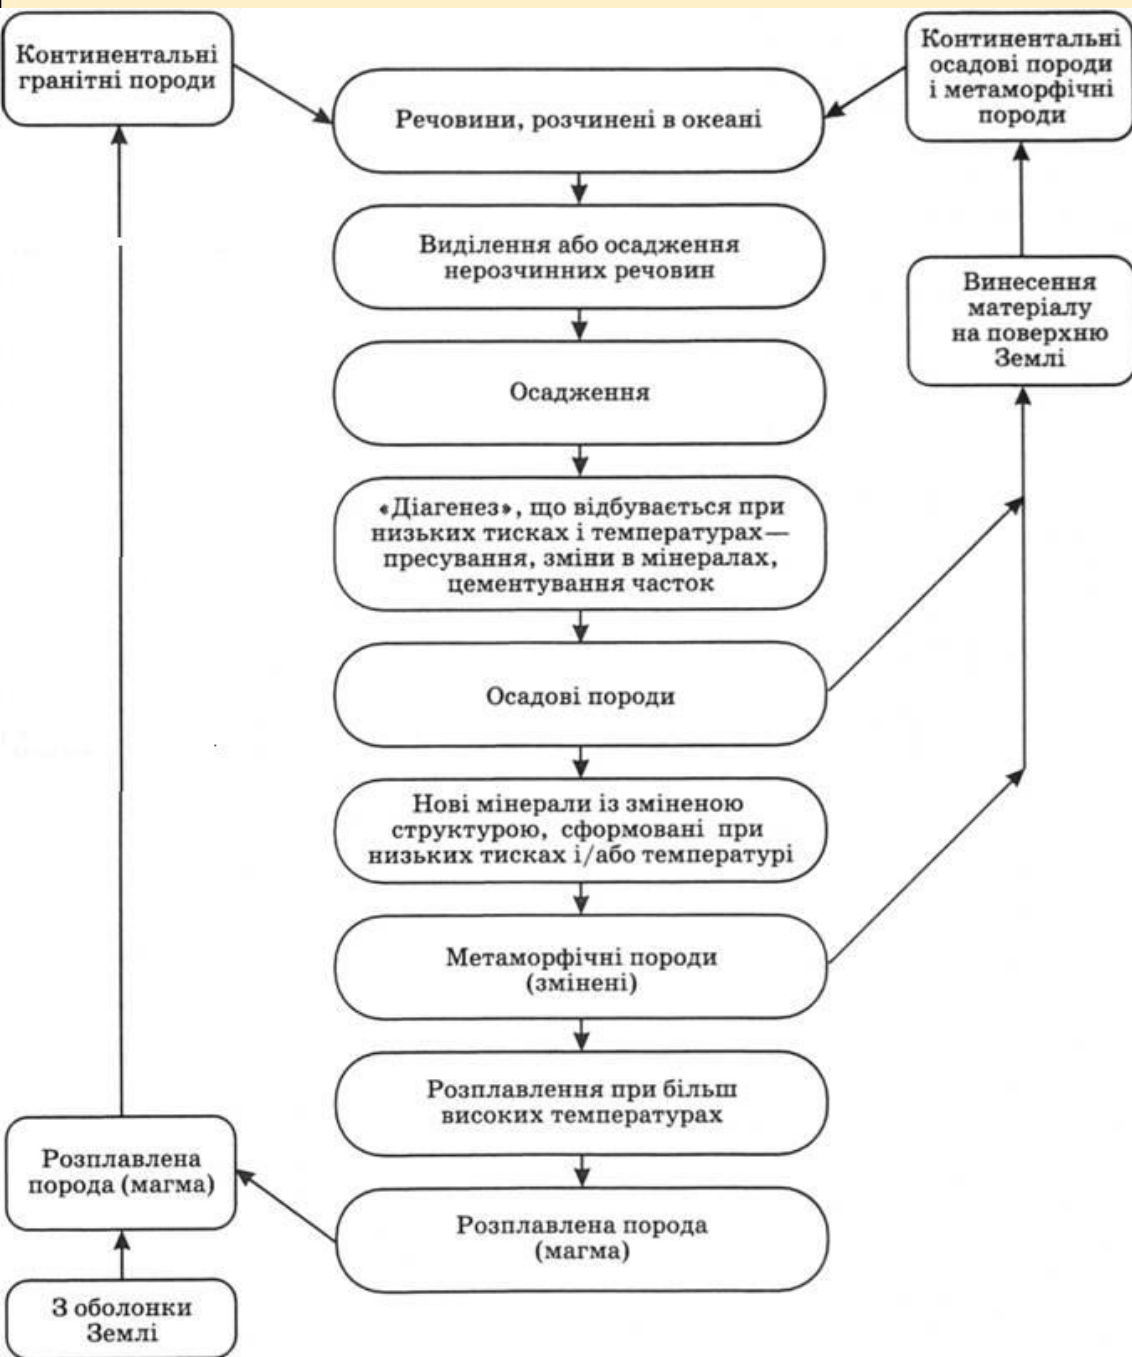 Континентальні
гранітні породи
Континентальні
осадові породи
і метаморфічні
породи
Речовини, розчинені в океані
Виділення або осадження
нерозчинних речовин
Винесення
матеріалу
на поверхню
Землі
Осадження
«Діагенез», що відбувається при
низьких тисках і температурах—
пресування, зміни в мінералах,
цементування часток
Осадові породи
Нові мінерали із зміненою
структурою, сформовані при
низьких тисках і/або температурі
Метаморфічні породи
(змінені)
Розплавлення при більш
високих температурах
Розплавлена
порода (магма)
Розплавлена порода
(магма)
З оболонки
Землі